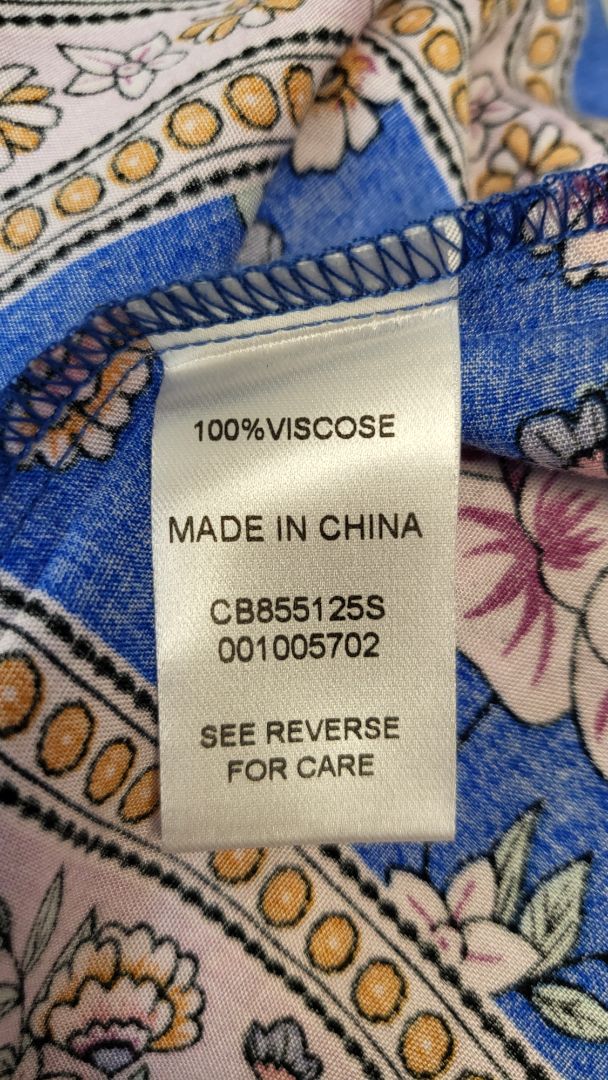 100%VISCOSE
MADE IN CHINA
CB855125S
001005702
SEE REVERSE
FOR CARE